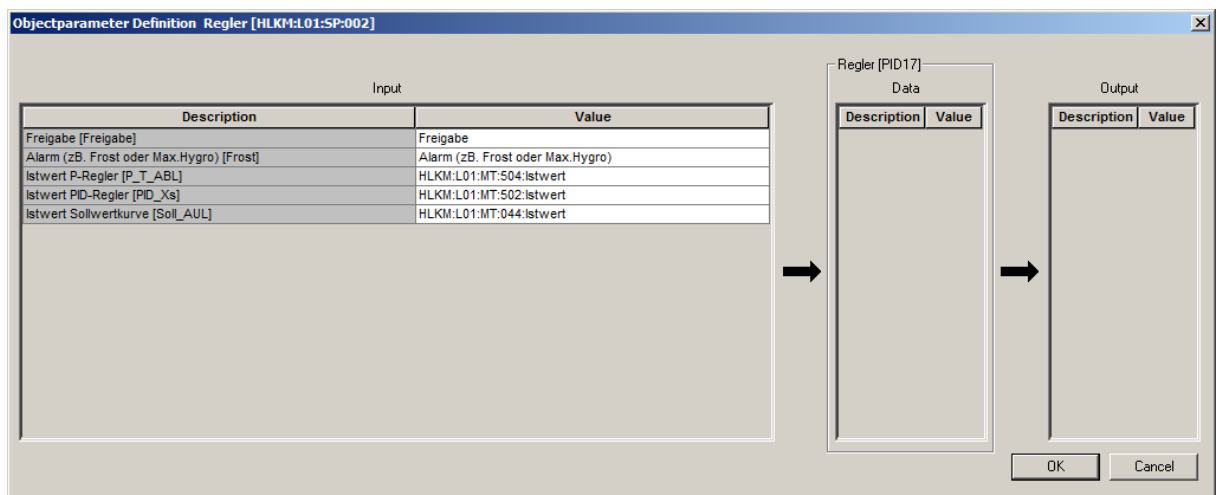 Objectparameter Definition Regler [HLKM:L01:SP:002]
Regler [PID17]
Input
Data
Output
Description Value
Description Value
Description Value
Freigabe [Freigabe] Freigabe
Alarm (zB. Frost oder Max.Hygro) [Frost] Alarm (zB. Frost oder Max.Hygro)
Istwert P-Regler [P_T_ABL] HLKM:L01:MT:504:Istwert
Istwert PID-Regler [PID_Xs] HLKM:L01:MT:502:Istwert
Istwert Sollwertkurve [Soll_AUL] HLKM:L01:MT:044:Istwert
OK
Cancel